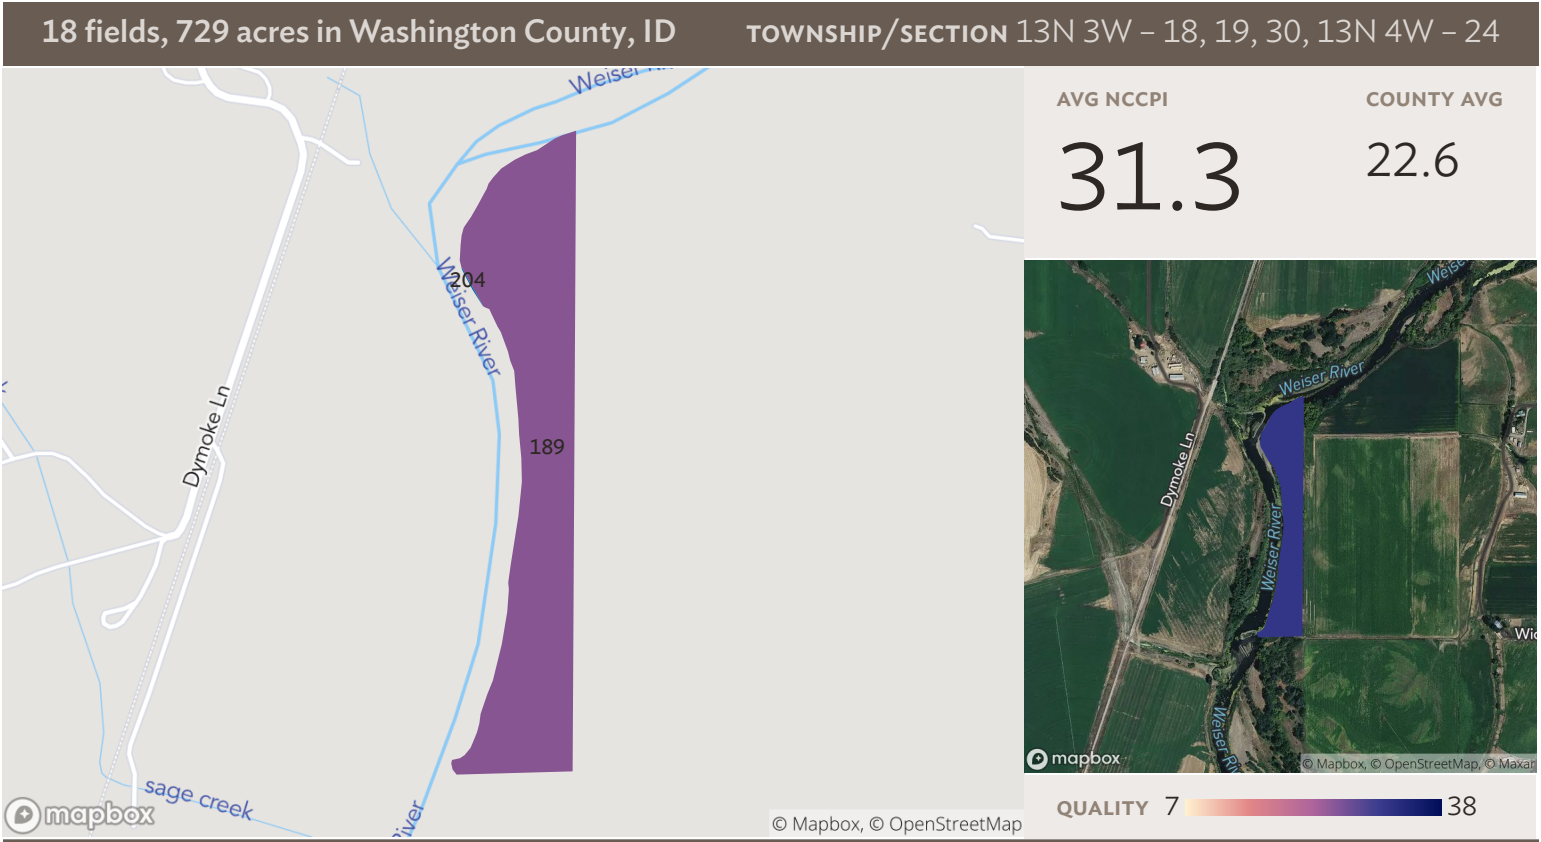 18 fields, 729 acres in Washington County, ID
TOWNSHIP/SECTION 13N 3W – 18, 19, 30, 13N 4W – 24
Weiser
AVG NCCPI
COUNTY AVG
31.3
22.6
204
Weiser River
189
Dymoke Ln
sage creek
River
mapbox
© Mapbox, © OpenStreetMap
Weise
Weiser River
Dymoke Ln
Weiser River
Wid
Weiser Riv
mapbox
© Mapbox, © OpenStreetMap, © Maxar
QUALITY 7 38